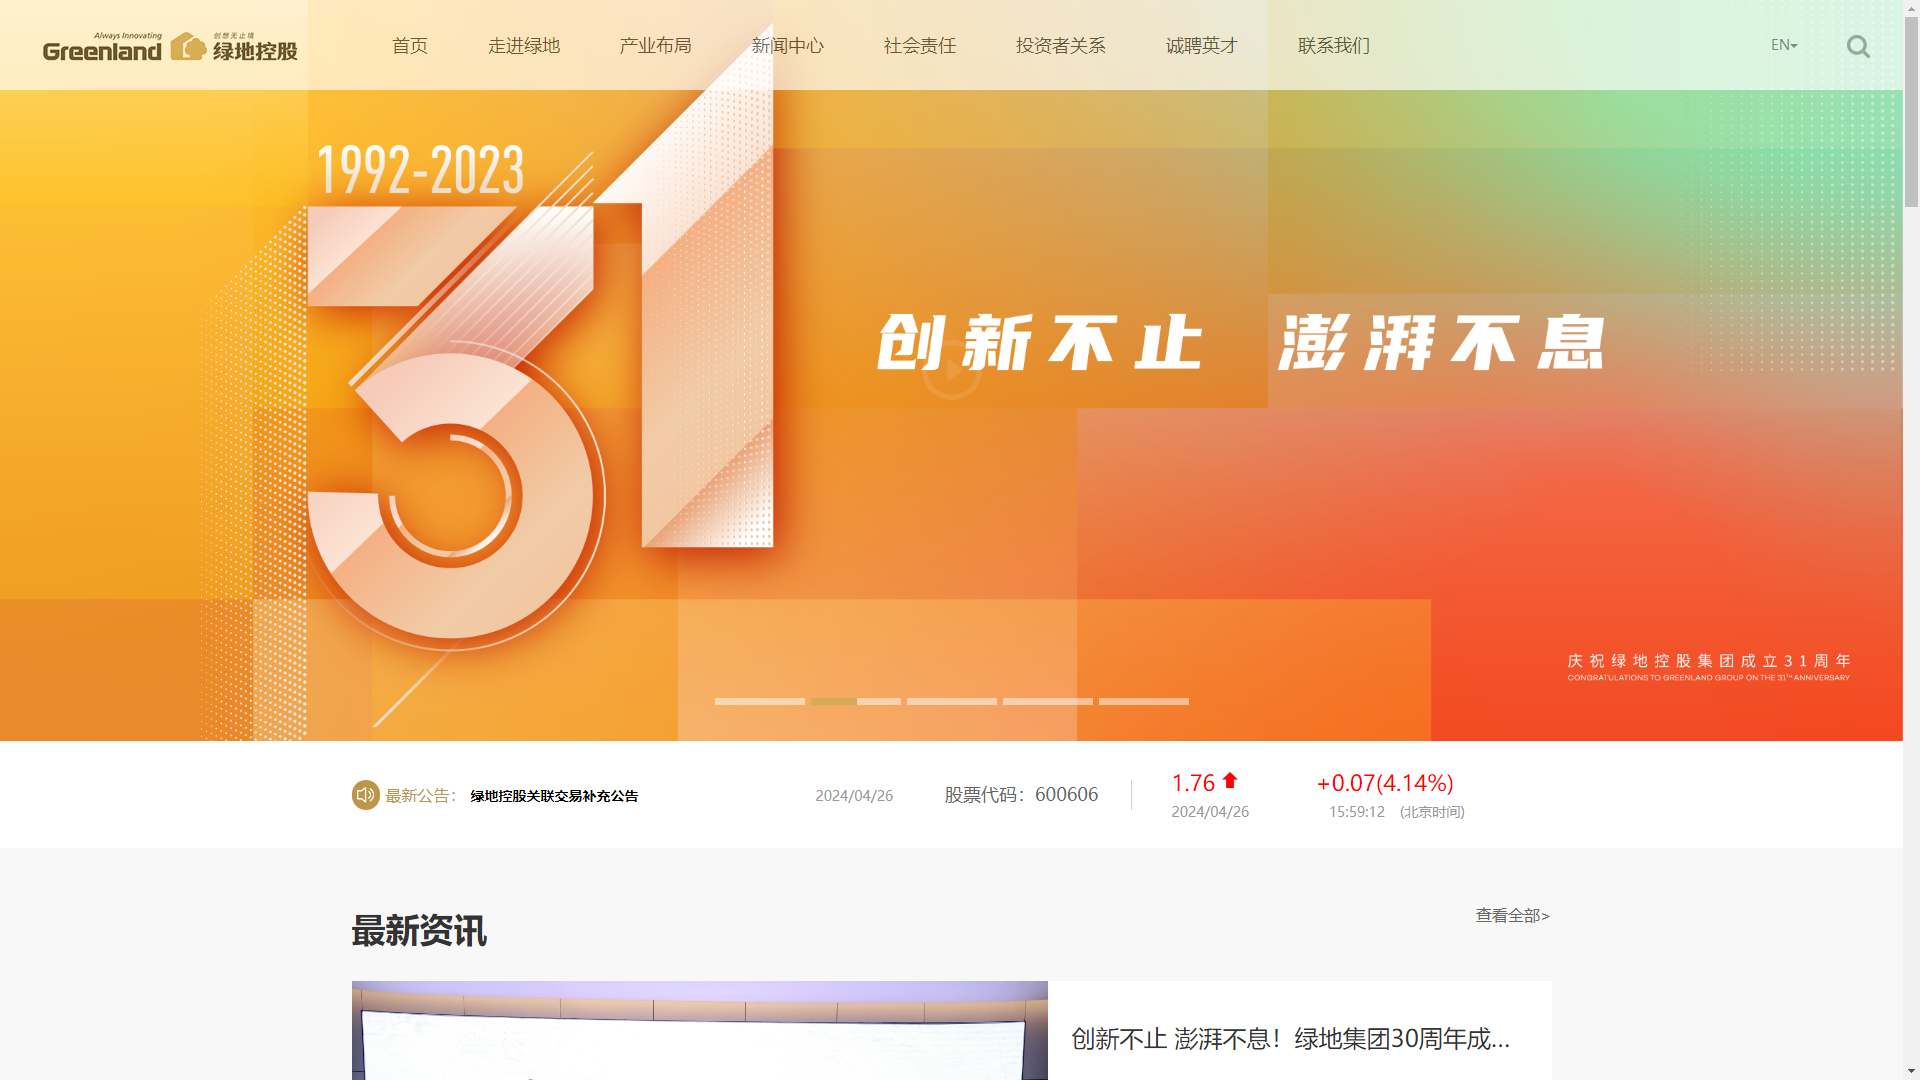 Always Innovating
Greenland
创想无止境
绿地控股
首页
走进绿地
产业布局
新闻中心
社会责任
投资者关系
诚聘英才
联系我们
EN
1992-2023
31
创新不止 澎湃不息
庆祝绿地控股集团成立31周年
CONGRATULATIONS TO GREENLAND GROUP ON THE 31TH ANNIVERSARY
最新公告：
绿地控股关联交易补充公告
2024/04/26
股票代码：600606
1.76
+0.07(4.14%)
2024/04/26
15:59:12 (北京时间)
最新资讯
查看全部>
创新不止 澎湃不息！绿地集团30周年成...